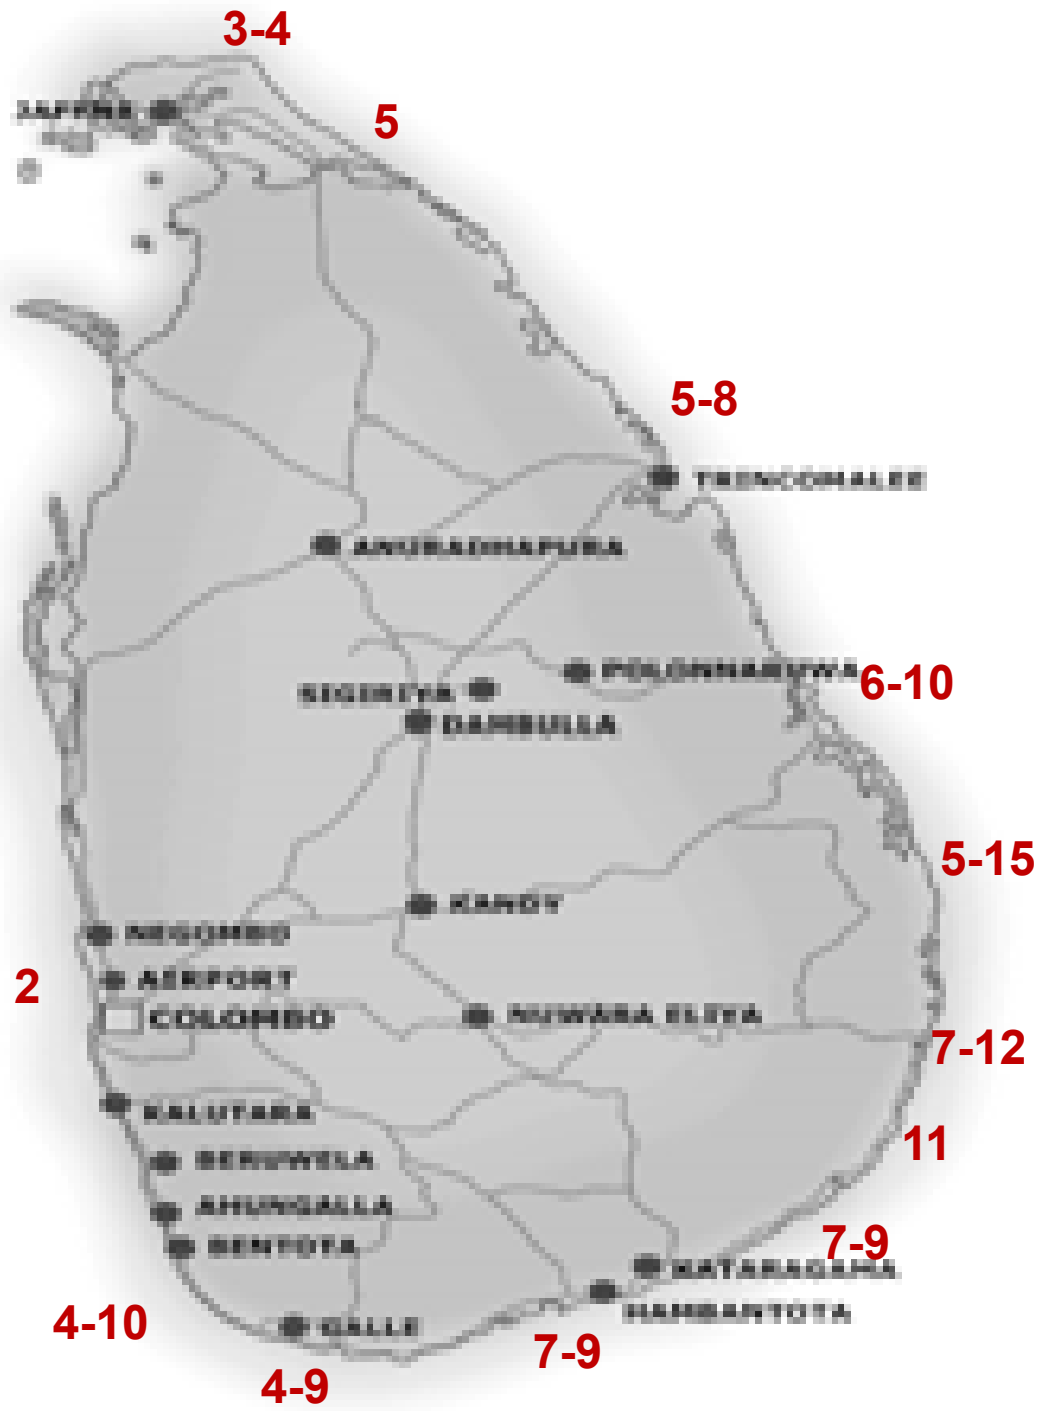 3-4
JAFFNA
5
5-8
TRINCOMALEE
ANURADHAPURA
POLONNARUWA
6-10
SIGIRIYA
DAMBULLA
5-15
KANDY
NEGOMBO
2
AIRPORT
COLOMBO
NUWARA ELIYA
7-12
KALUTARA
11
BERUWELA
AHUNGALLA
7-9
BENTOTA
KATARAGAMA
HAMBANTOTA
4-10
GALLE
7-9
4-9